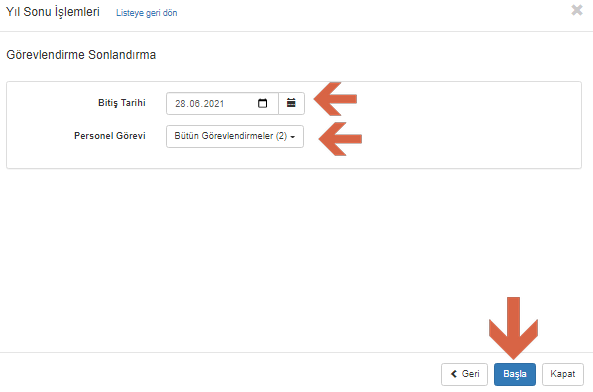 Yıl Sonu İşlemleri Listeye geri dön
Görevlendirme Sonlandırma
Bitiş Tarihi 28.06.2021
Personel Görevi Bütün Görevlendirmeler (2)
Geri Başla Kapat